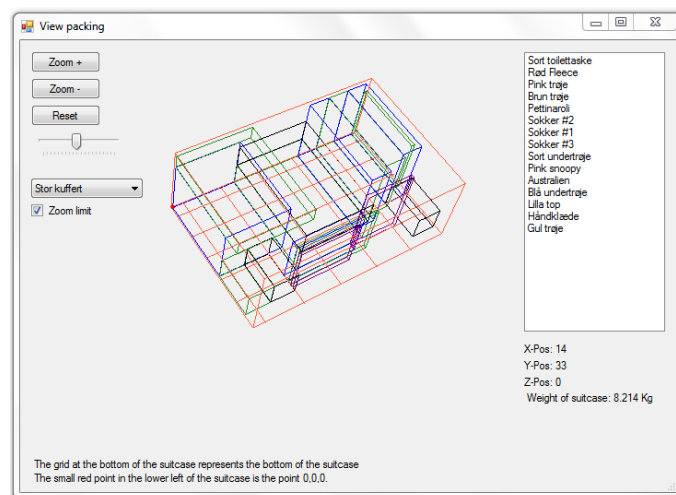 View packing
Zoom +
Zoom -
Reset
Stor kuffert
Zoom limit
Sort toilettaske
Rød Fleece
Pink trøje
Brun trøje
Pettinaroli
Sokker #2
Sokker #1
Sokker #3
Sort undertrøje
Pink snoopy
Australien
Blå undertrøje
Lilla top
Håndklæde
Gul trøje
X-Pos: 14
Y-Pos: 33
Z-Pos: 0
Weight of suitcase: 8.214 Kg
The grid at the bottom of the suitcase represents the bottom of the suitcase
The small red point in the lower left of the suitcase is the point 0,0,0.